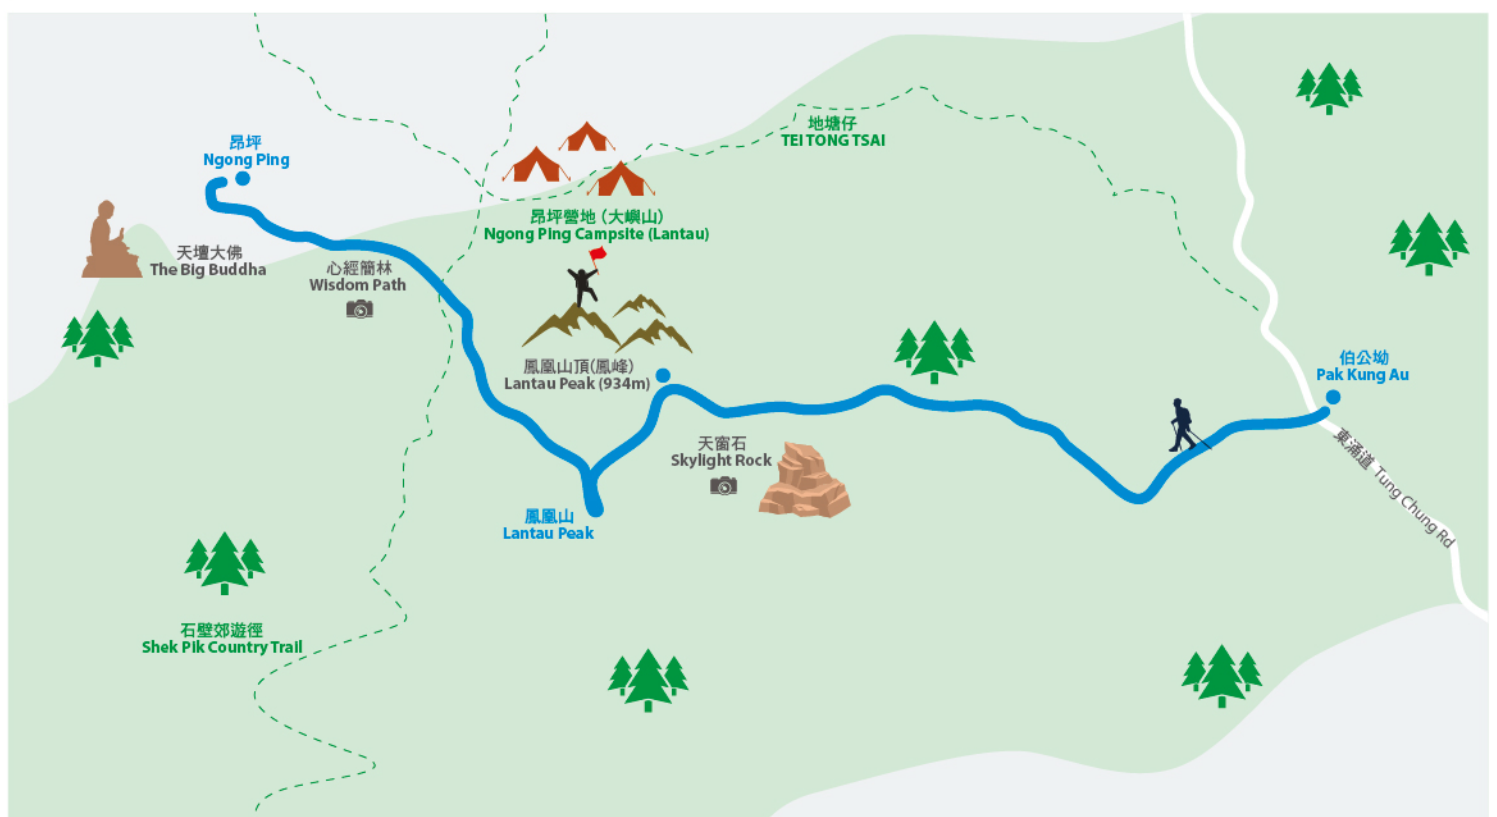 地塘仔
TEI TONG TSAI
昂坪
Ngong Ping
昂坪營地（大嶼山）
Ngong Ping Campsite (Lantau)
天壇大佛
The Big Buddha
心經簡林
Wisdom Path
鳳凰山頂(鳳峰)
Lantau Peak (934m)
伯公坳
Pak Kung Au
天窗石
Skylight Rock
東涌道 Tung Chung Rd
鳳凰山
Lantau Peak
石壁郊遊徑
Shek Pik Country Trail